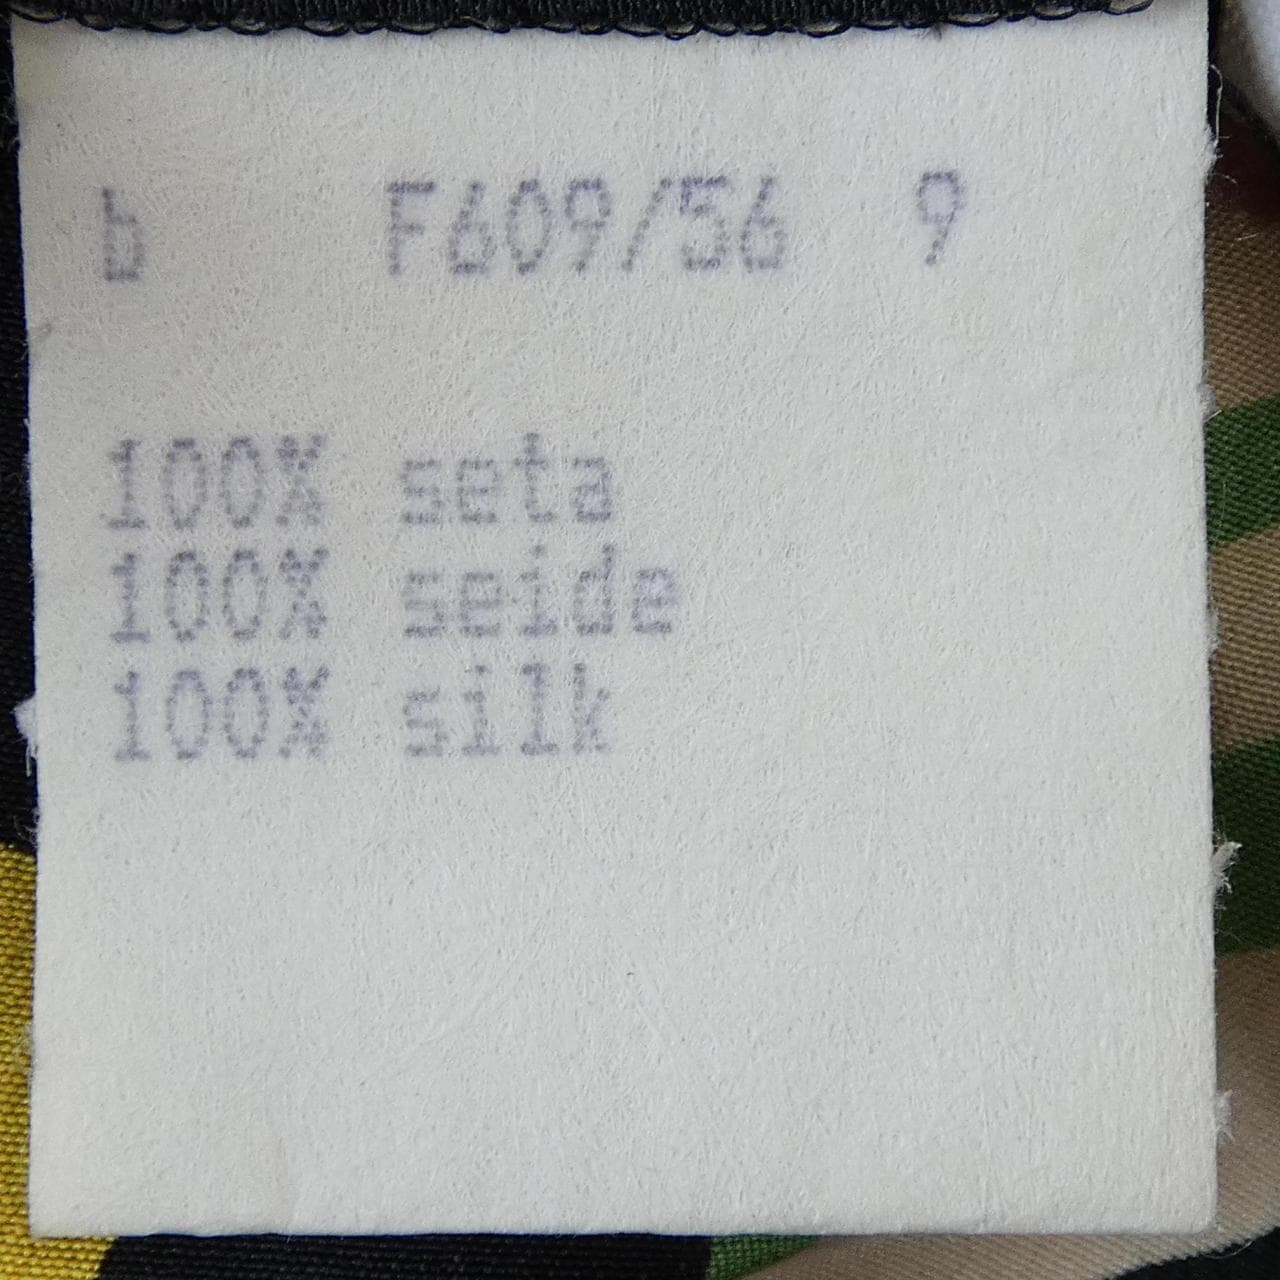 b F609/56 9
100% seta
100% seide
100% silk